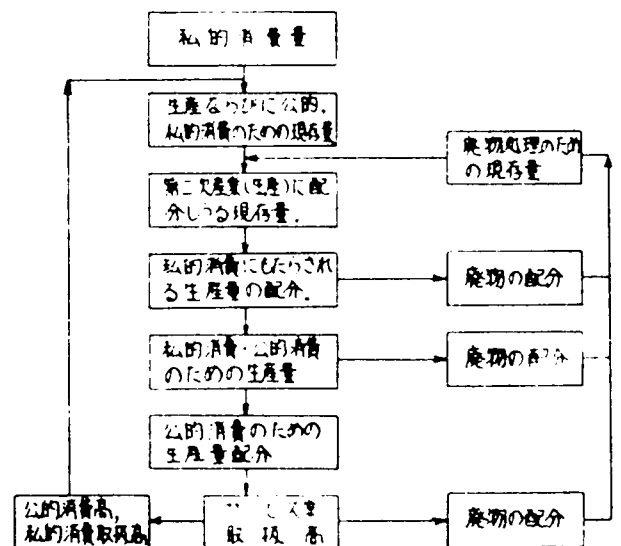 私的消費量
生産ならびに公的,
私的消費のための現存量
廃物処理のため
の現存量
第二次産業(生産)に配
分しうる現存量.
私的消費にもたらされ
る生産量の配分.
廃物の配分
私的消費・公的消費
のための生産量
廃物の配分
公的消費のための
生産量配分
公的消費高,
私的消費取扱高
取扱高
廃物の配分